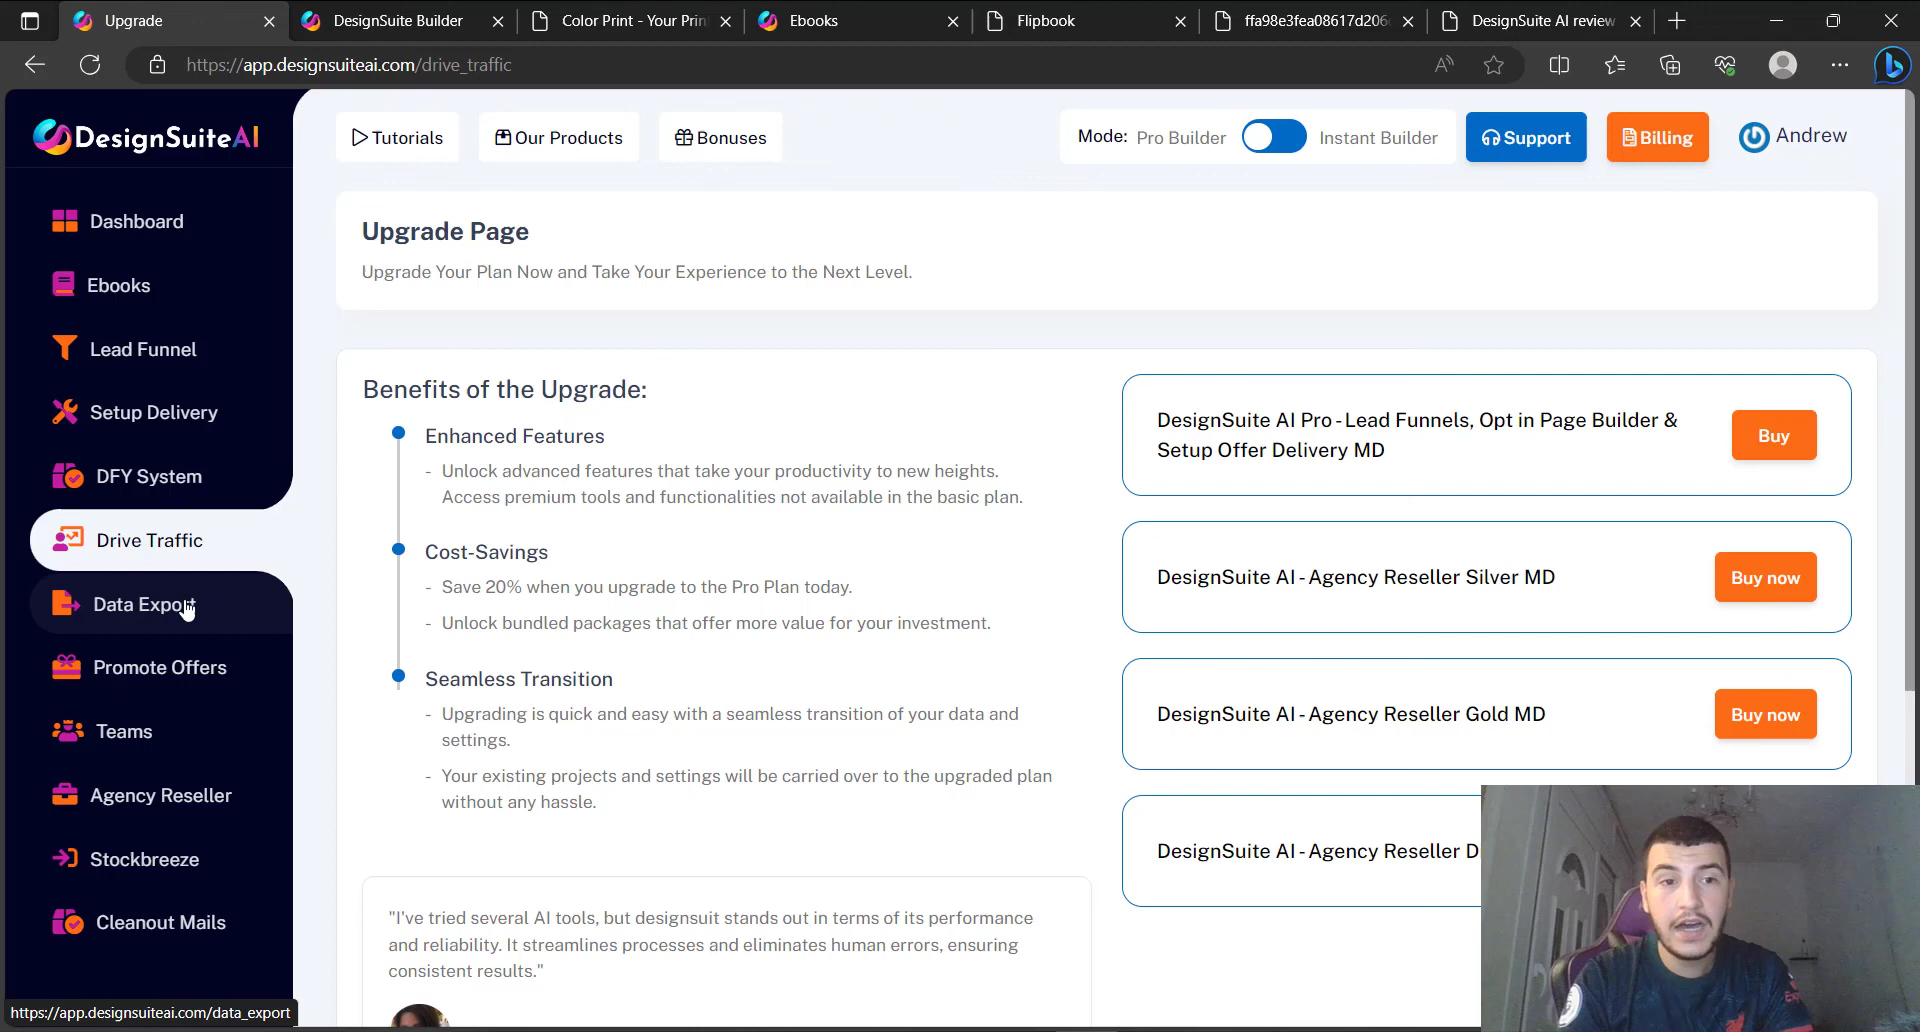 Upgrade
DesignSuite Builder
Color Print - Your Prin
Ebooks
Flipbook
ffa98e3fea08617d206
DesignSuite AI review
https://app.designsuiteai.com/drive_traffic
DesignSuiteAI
Tutorials
Our Products
Bonuses
Mode: Pro Builder
Instant Builder
Support
Billing
Andrew
Dashboard
Ebooks
Lead Funnel
Setup Delivery
DFY System
Drive Traffic
Data Export
Promote Offers
Teams
Agency Reseller
Stockbreeze
Cleanout Mails
https://app.designsuiteai.com/data_export
Upgrade Page
Upgrade Your Plan Now and Take Your Experience to the Next Level.
Benefits of the Upgrade:
Enhanced Features
- Unlock advanced features that take your productivity to new heights.
Access premium tools and functionalities not available in the basic plan.
Cost-Savings
- Save 20% when you upgrade to the Pro Plan today.
- Unlock bundled packages that offer more value for your investment.
Seamless Transition
- Upgrading is quick and easy with a seamless transition of your data and
settings.
- Your existing projects and settings will be carried over to the upgraded plan
without any hassle.
"I've tried several AI tools, but designsuit stands out in terms of its performance
and reliability. It streamlines processes and eliminates human errors, ensuring
consistent results."
DesignSuite AI Pro - Lead Funnels, Opt in Page Builder &
Setup Offer Delivery MD
Buy
DesignSuite AI - Agency Reseller Silver MD
Buy now
DesignSuite AI - Agency Reseller Gold MD
Buy now
DesignSuite AI - Agency Reseller D